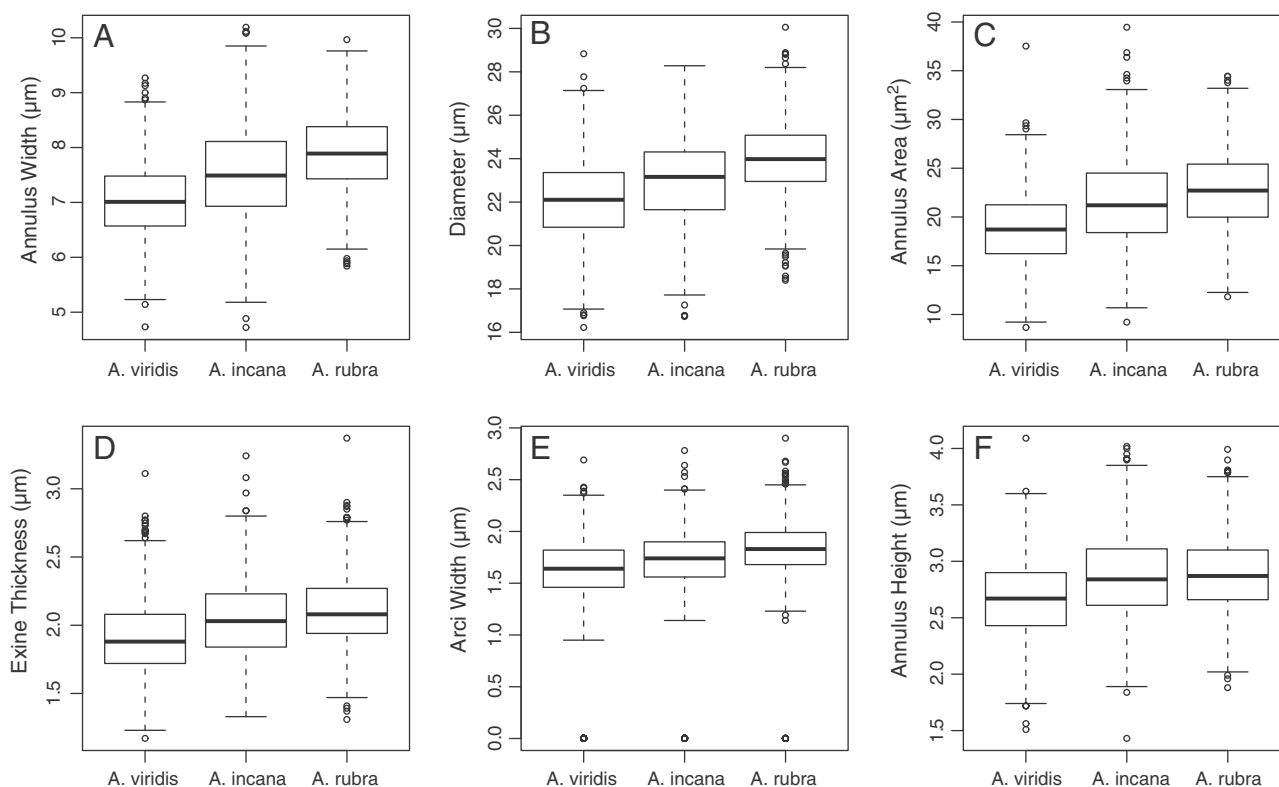 A
Annulus Width (µm)
10
9
8
7
6
5
A. viridis A. incana A. rubra
B
Diameter (µm)
30
28
26
24
22
20
18
16
A. viridis A. incana A. rubra
C
Annulus Area (µm²)
40
35
30
25
20
15
10
A. viridis A. incana A. rubra
D
Exine Thickness (µm)
3.0
2.5
2.0
1.5
A. viridis A. incana A. rubra
E
Arci Width (µm)
3.0
2.5
2.0
1.5
1.0
0.5
0.0
A. viridis A. incana A. rubra
F
Annulus Height (µm)
4.0
3.5
3.0
2.5
2.0
1.5
A. viridis A. incana A. rubra